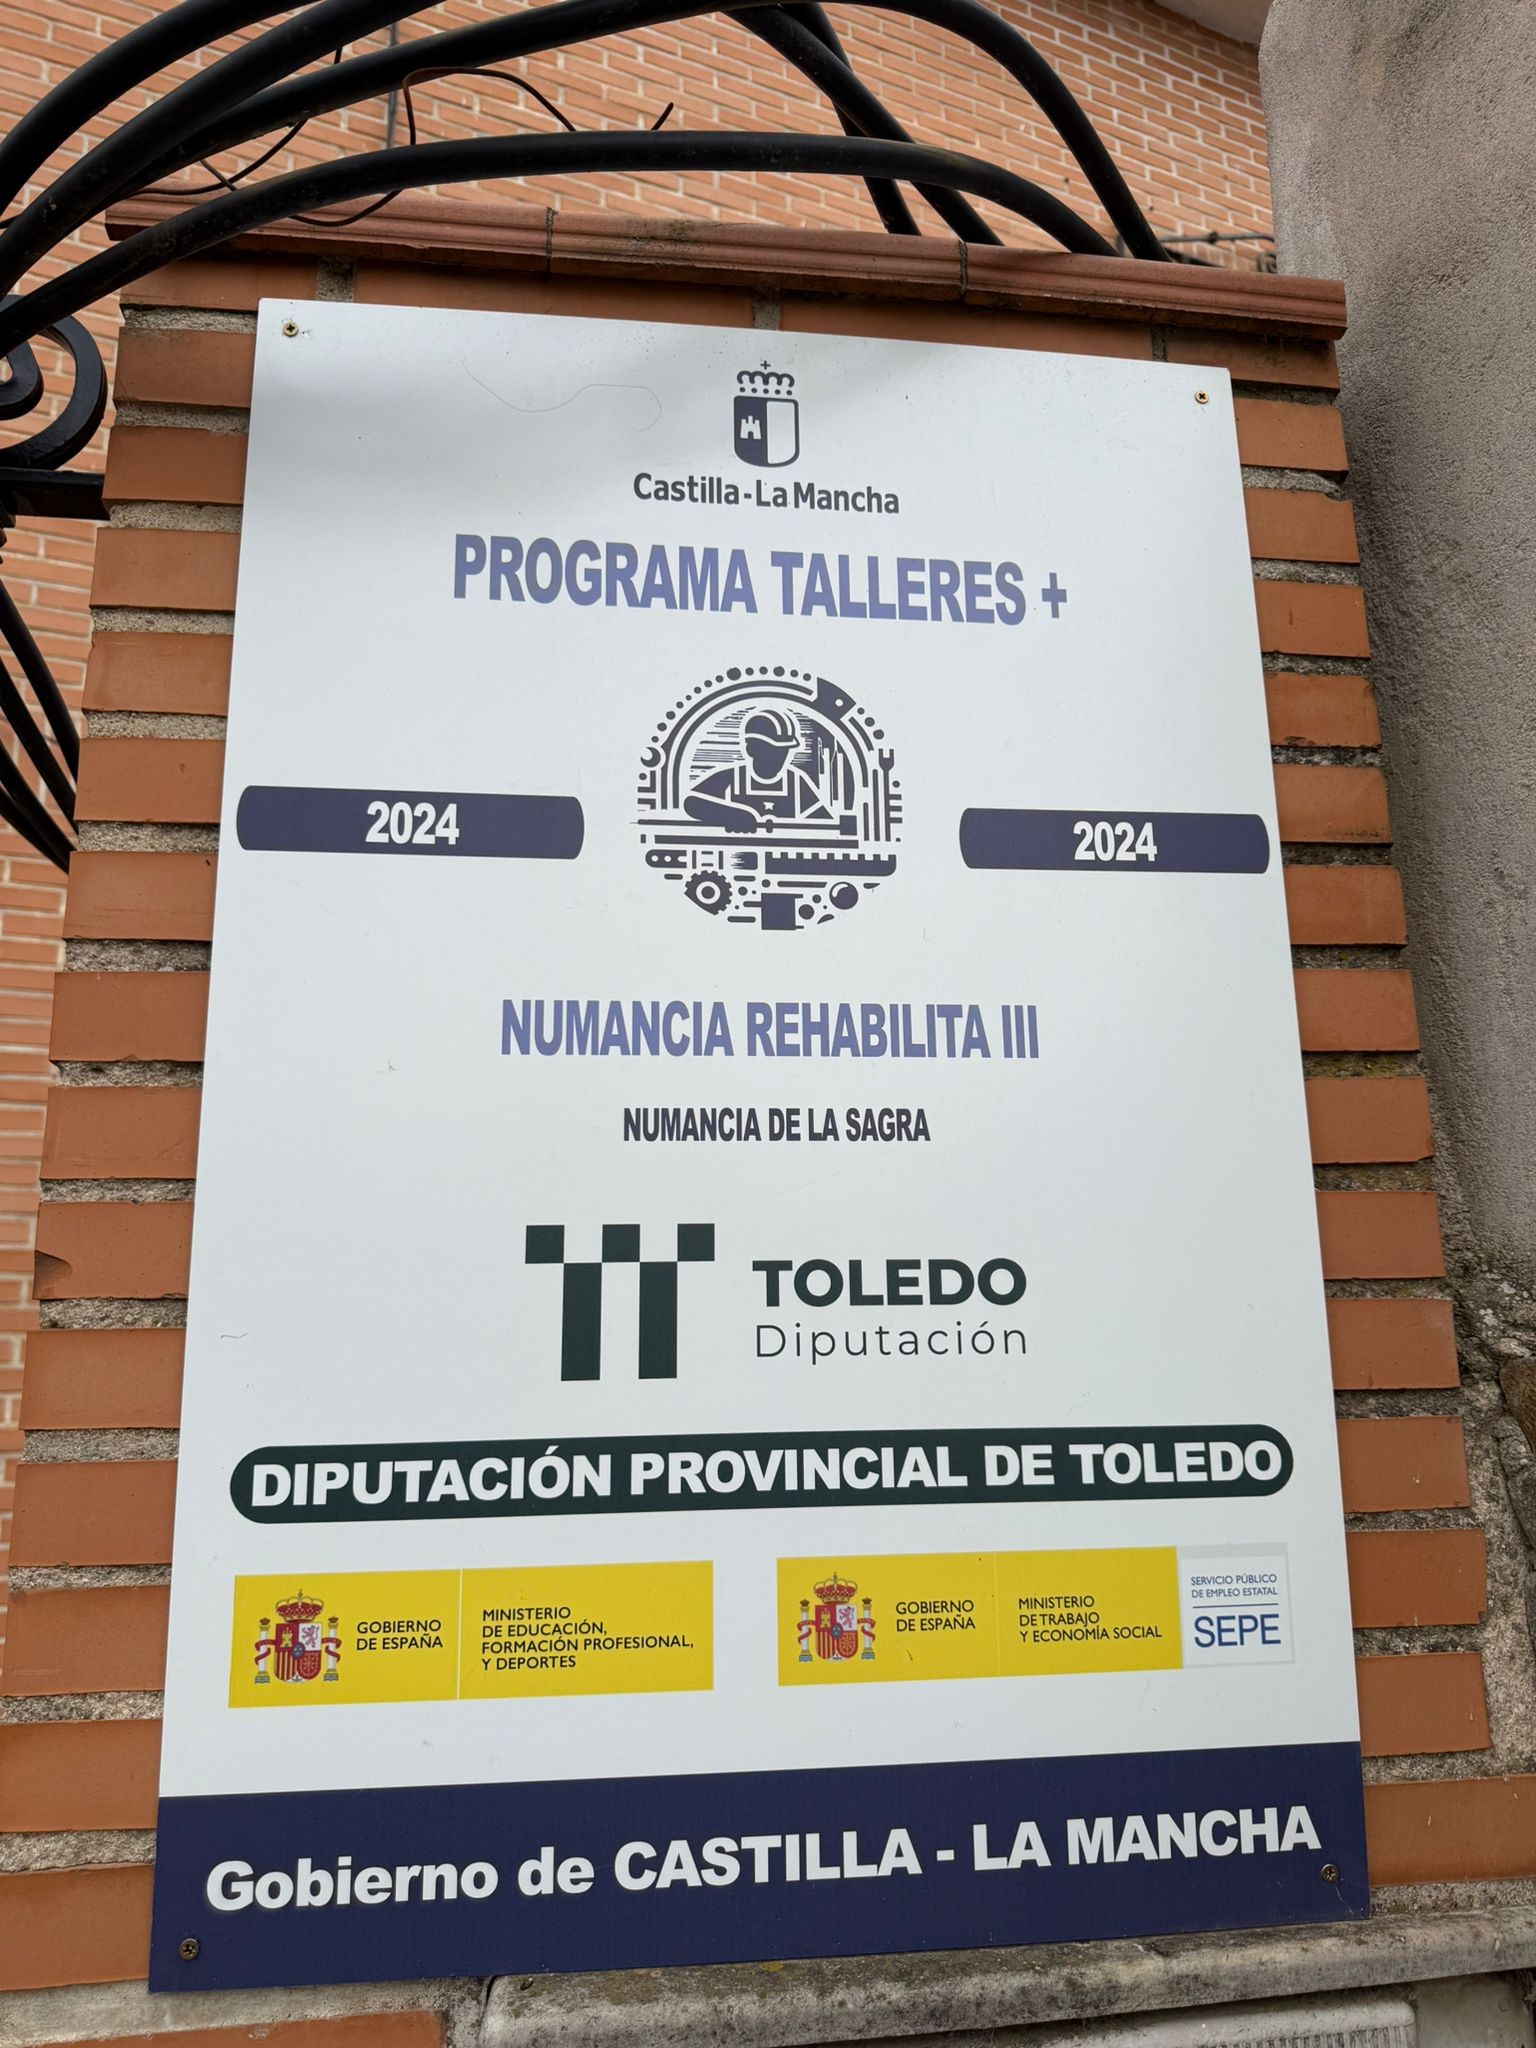 Castilla-La Mancha
PROGRAMA TALLERES +
2024
2024
NUMANCIA REHABILITA III
NUMANCIA DE LA SAGRA
TOLEDO
Diputación
DIPUTACIÓN PROVINCIAL DE TOLEDO
GOBIERNO
DE ESPAÑA
MINISTERIO
DE EDUCACIÓN,
FORMACIÓN PROFESIONAL,
Y DEPORTES
GOBIERNO
DE ESPAÑA
MINISTERIO
DE TRABAJO
Y ECONOMÍA SOCIAL
SERVICIO PÚBLICO
DE EMPLEO ESTATAL
SEPE
Gobierno de CASTILLA - LA MANCHA